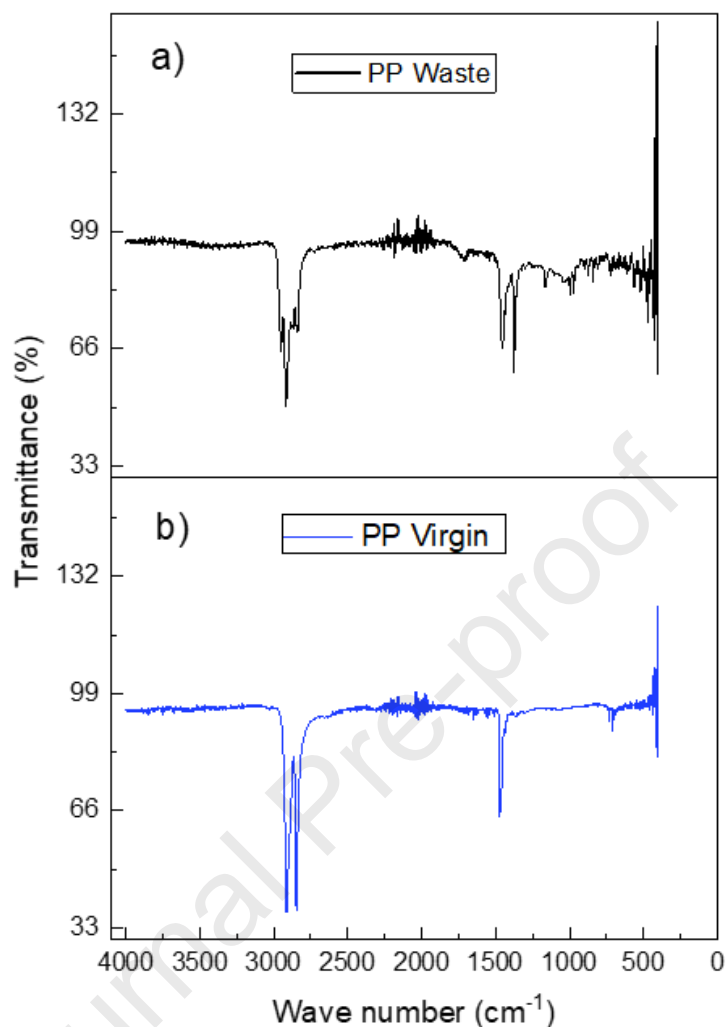 a)
PP Waste
132
99
66
33
b)
PP Virgin
132
99
66
33
Transmittance (%)
4000 3500 3000 2500 2000 1500 1000 500 0
Wave number (cm⁻¹)
urnal Pre-proof